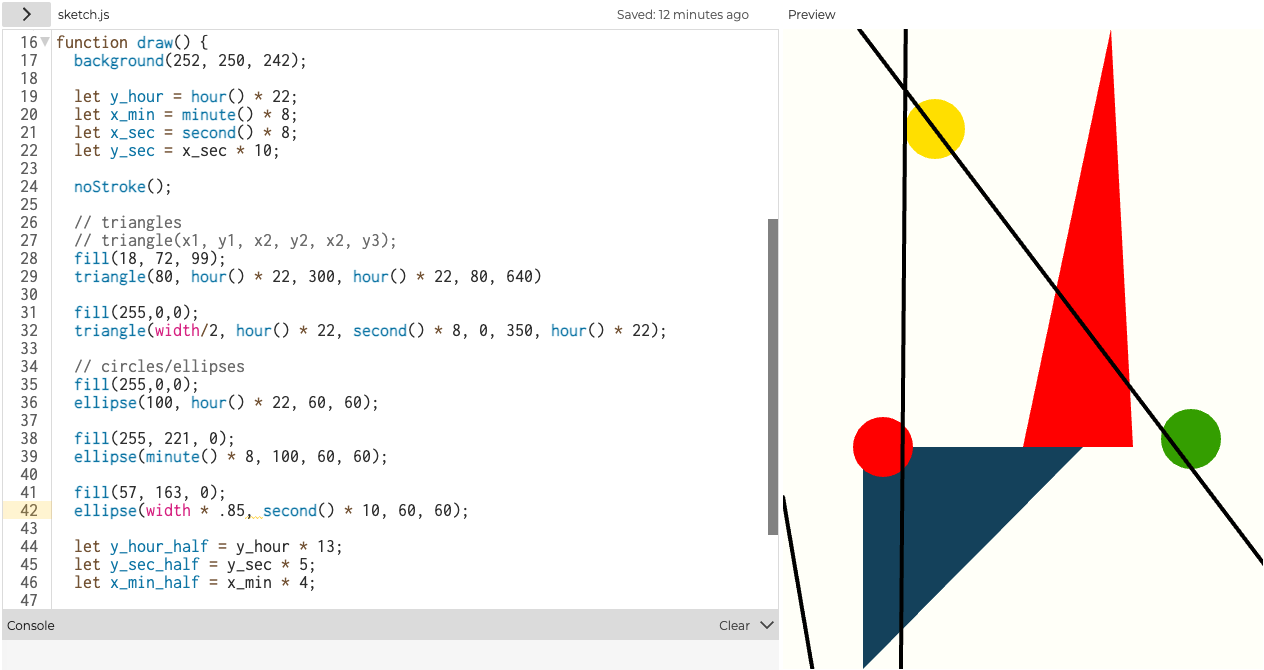 sketch.js
Saved: 12 minutes ago
Preview
16 function draw() {
17 background(252, 250, 242);
18
19 let y_hour = hour() * 22;
20 let x_min = minute() * 8;
21 let x_sec = second() * 8;
22 let y_sec = x_sec * 10;
23
24 noStroke();
25
26 // triangles
27 // triangle(x1, y1, x2, y2, x2, y3);
28 fill(18, 72, 99);
29 triangle(80, hour() * 22, 300, hour() * 22, 80, 640)
30
31 fill(255,0,0);
32 triangle(width/2, hour() * 22, second() * 8, 0, 350, hour() * 22);
33
34 // circles/ellipses
35 fill(255,0,0);
36 ellipse(100, hour() * 22, 60, 60);
37
38 fill(255, 221, 0);
39 ellipse(minute() * 8, 100, 60, 60);
40
41 fill(57, 163, 0);
42 ellipse(width * .85, second() * 10, 60, 60);
43
44 let y_hour_half = y_hour * 13;
45 let y_sec_half = y_sec * 5;
46 let x_min_half = x_min * 4;
47
Console
Clear